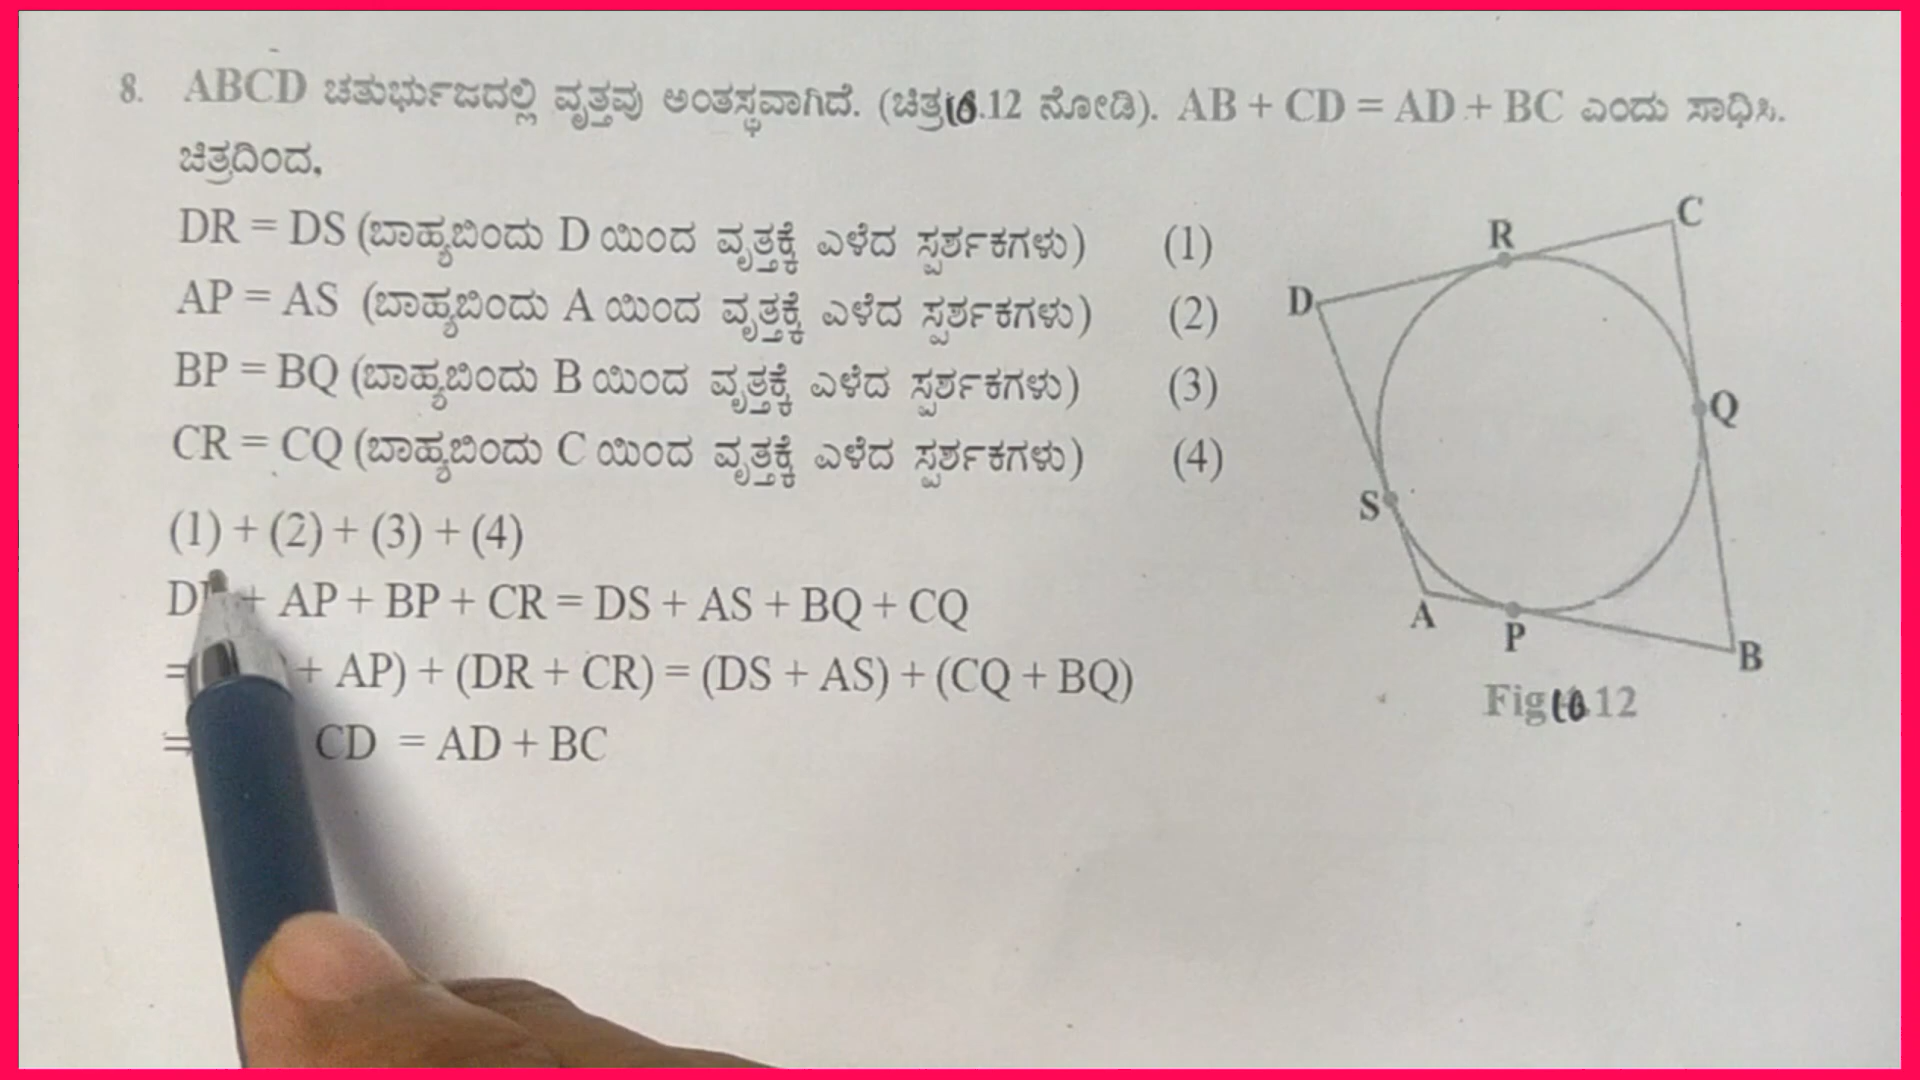 8. ABCD ಚತುರ್ಭುಜದಲ್ಲಿ ವೃತ್ತವು ಅಂತಸ್ಥವಾಗಿದೆ. (ಚಿತ್ರ 10.12 ನೋಡಿ). AB + CD = AD + BC ಎಂದು ಸಾಧಿಸಿ.
ಚಿತ್ರದಿಂದ,
DR = DS (ಬಾಹ್ಯಬಿಂದು D ಯಿಂದ ವೃತ್ತಕ್ಕೆ ಎಳೆದ ಸ್ಪರ್ಶಕಗಳು) (1)
AP = AS (ಬಾಹ್ಯಬಿಂದು A ಯಿಂದ ವೃತ್ತಕ್ಕೆ ಎಳೆದ ಸ್ಪರ್ಶಕಗಳು) (2)
BP = BQ (ಬಾಹ್ಯಬಿಂದು B ಯಿಂದ ವೃತ್ತಕ್ಕೆ ಎಳೆದ ಸ್ಪರ್ಶಕಗಳು) (3)
CR = CQ (ಬಾಹ್ಯಬಿಂದು C ಯಿಂದ ವೃತ್ತಕ್ಕೆ ಎಳೆದ ಸ್ಪರ್ಶಕಗಳು) (4)
(1) + (2) + (3) + (4)
+ AP + BP + CR = DS + AS + BQ + CQ
= + AP) + (DR + CR) = (DS + AS) + (CQ + BQ)
= CD = AD + BC
C
R
D
Q
S
A
P
B
Fig 10.12